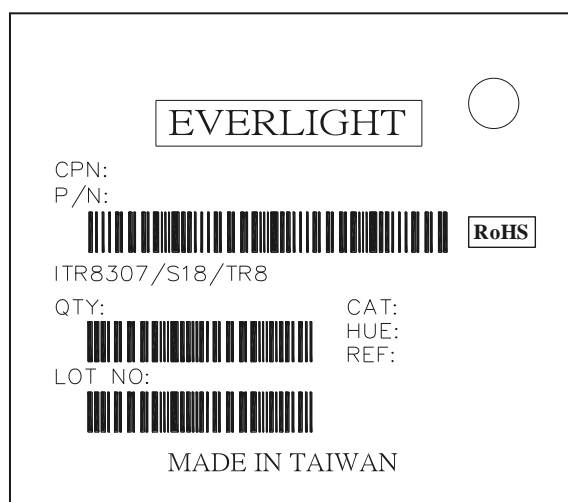 EVERLIGHT
CPN:
P/N:
RoHS
ITR8307/S18/TR8
QTY:
CAT:
HUE:
REF:
LOT NO:
MADE IN TAIWAN